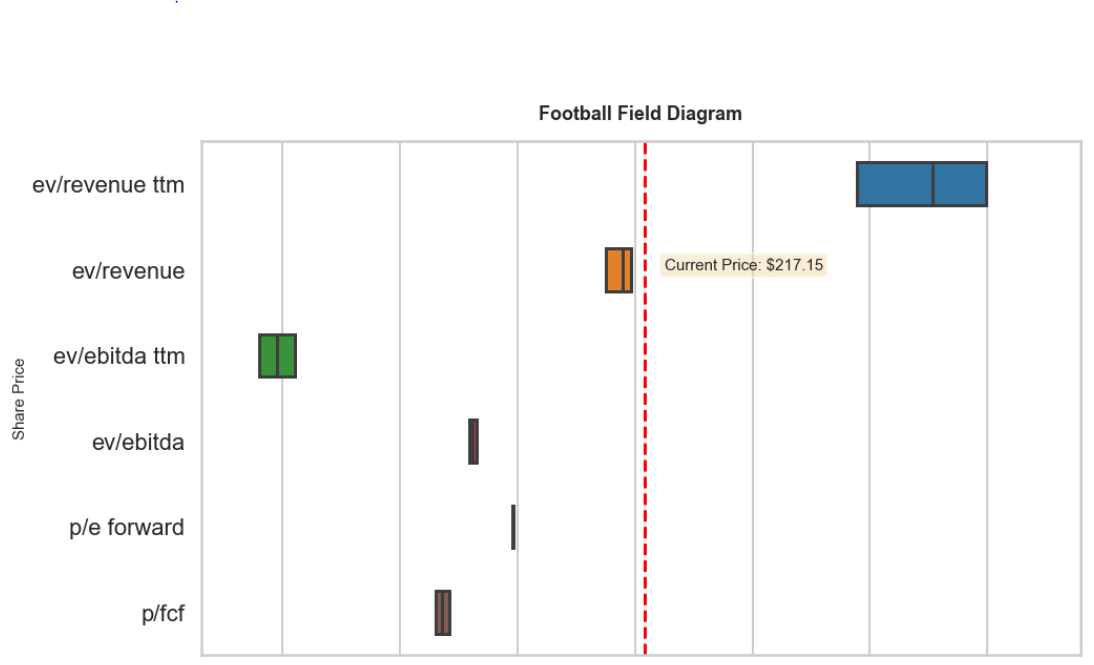 Football Field Diagram
ev/revenue ttm
ev/revenue
Current Price: $217.15
ev/ebitda ttm
Share Price
ev/ebitda
p/e forward
p/fcf